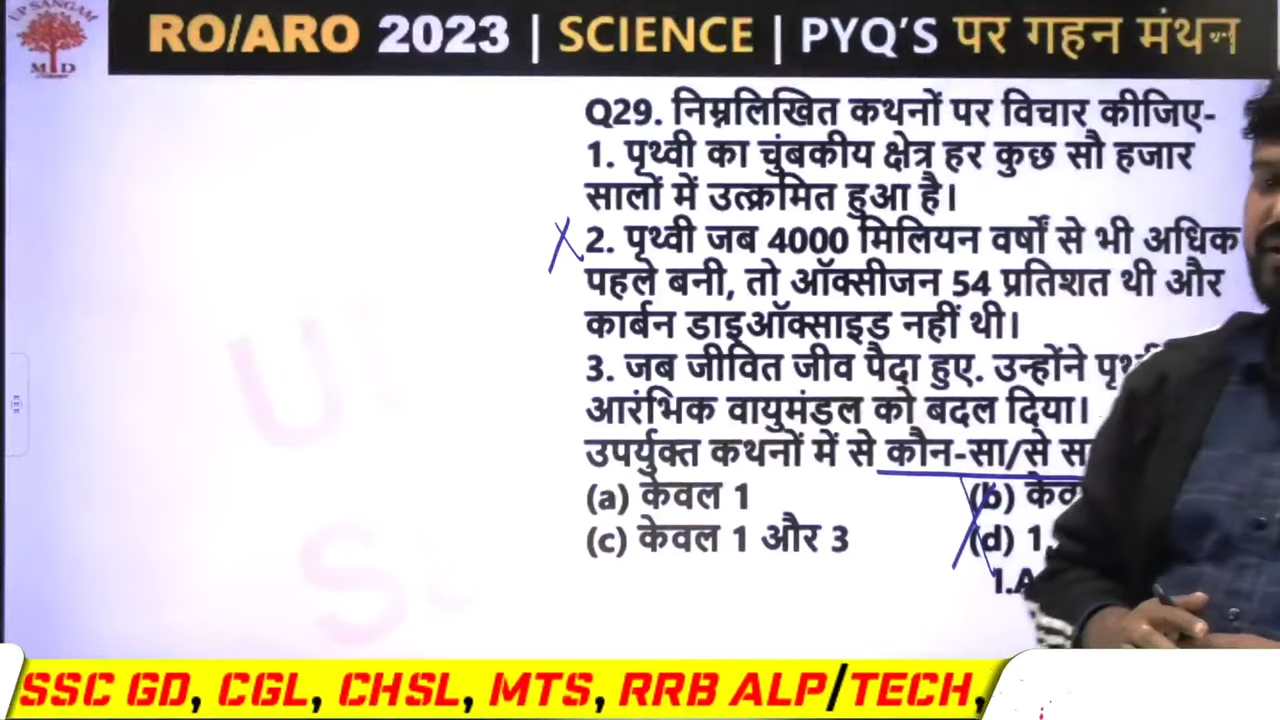 UP SANGAM
RO/ARO 2023 | SCIENCE | PYQ'S पर गहन मंथन
Q29. निम्नलिखित कथनों पर विचार कीजिए-
1. पृथ्वी का चुंबकीय क्षेत्र हर कुछ सौ हजार
सालों में उत्क्रमित हुआ है।
2. पृथ्वी जब 4000 मिलियन वर्षों से भी अधिक
पहले बनी, तो ऑक्सीजन 54 प्रतिशत थी और
कार्बन डाइऑक्साइड नहीं थी।
3. जब जीवित जीव पैदा हुए. उन्होंने
आरंभिक वायुमंडल को बदल दिया।
उपर्युक्त कथनों में से कौन-सा/से
(a) केवल 1
(b)
(c) केवल 1 और 3
(d) 1,
SSC GD, CGL, CHSL, MTS, RRB ALP/TECH,